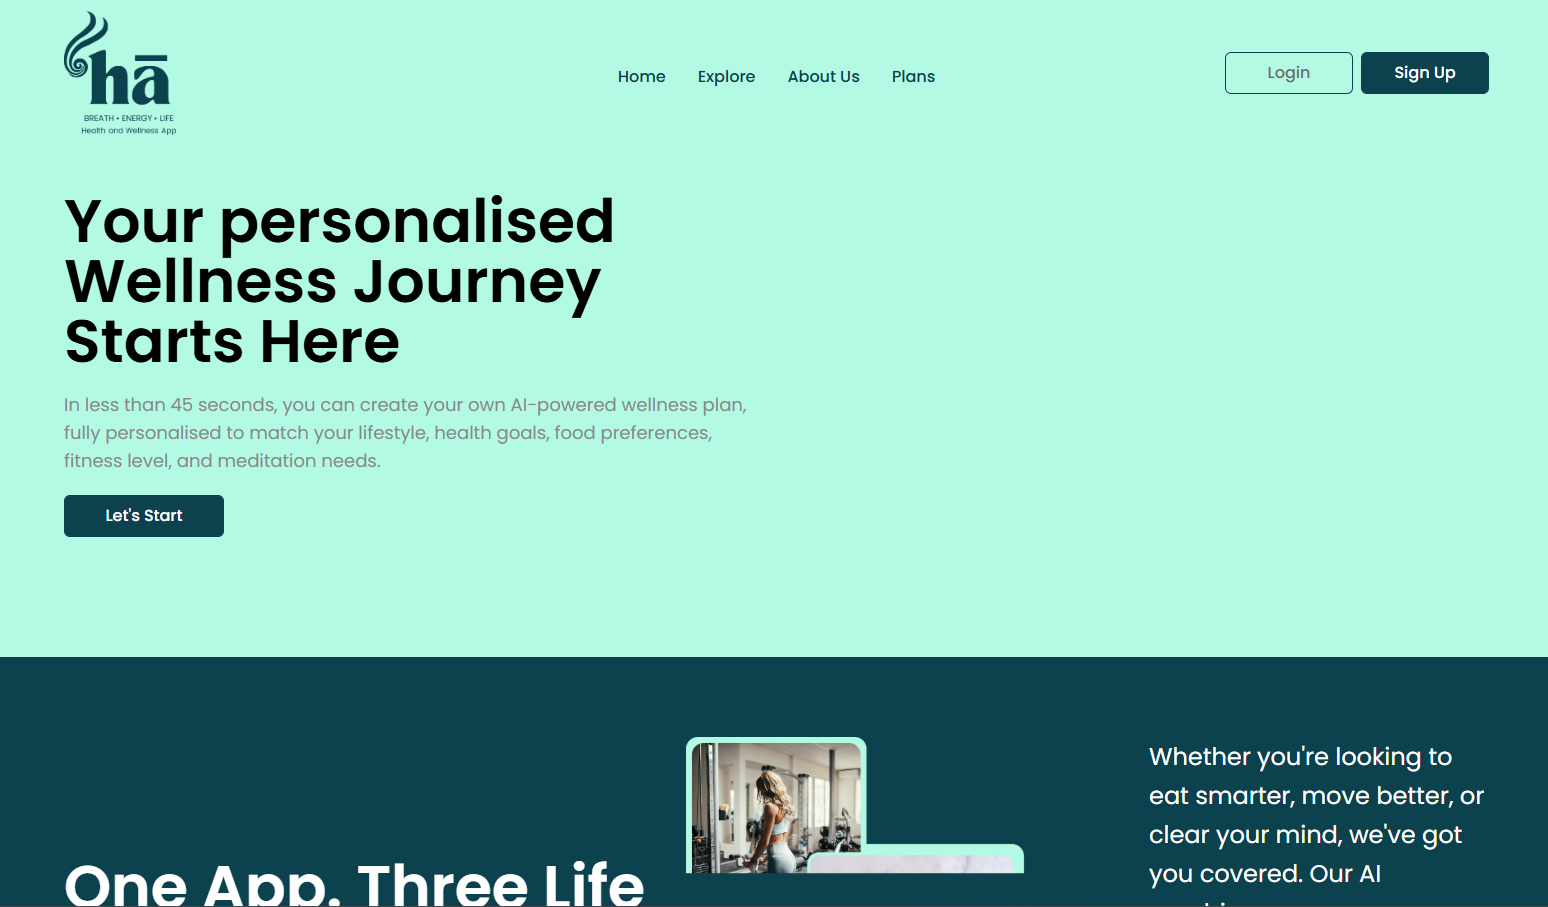 hā
BREATH • ENERGY • LIFE
Health and Wellness App
Home
Explore
About Us
Plans
Login
Sign Up
Your personalised
Wellness Journey
Starts Here
In less than 45 seconds, you can create your own AI-powered wellness plan,
fully personalised to match your lifestyle, health goals, food preferences,
fitness level, and meditation needs.
Let's Start
One App. Three Life
Whether you're looking to
eat smarter, move better, or
clear your mind, we've got
you covered. Our AI